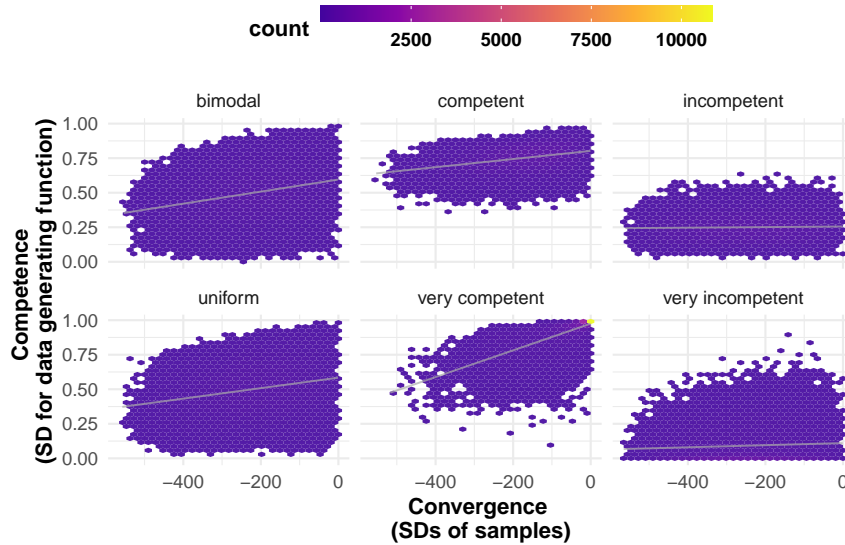 count
2500 5000 7500 10000
bimodal competent incompetent
1.00
0.75
0.50
0.25
0.00
uniform very competent very incompetent
1.00
0.75
0.50
0.25
0.00
−400 −200 0 −400 −200 0 −400 −200 0
Competence
(SD for data generating function)
Convergence
(SDs of samples)